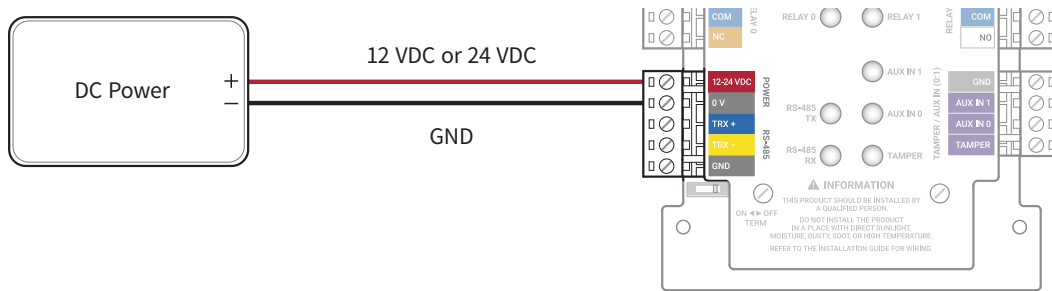 DC Power
+
−
12 VDC or 24 VDC
GND
COM
NC
RELAY 0
RELAY 0
RELAY 1
RELAY
COM
NO
12-24 VDC
0 V
TRX +
TRX −
GND
POWER
RS-485
RS-485
TX
RS-485
RX
AUX IN 1
AUX IN 0
TAMPER
TAMPER / AUX IN (0:1)
GND
AUX IN 1
AUX IN 0
TAMPER
ON ◄► OFF
TERM
INFORMATION
THIS PRODUCT SHOULD BE INSTALLED BY
A QUALIFIED PERSON.
DO NOT INSTALL THE PRODUCT
IN A PLACE WITH DIRECT SUNLIGHT,
MOISTURE, DUSTY, SOOT, OR HIGH TEMPERATURE.
REFER TO THE INSTALLATION GUIDE FOR WIRING.